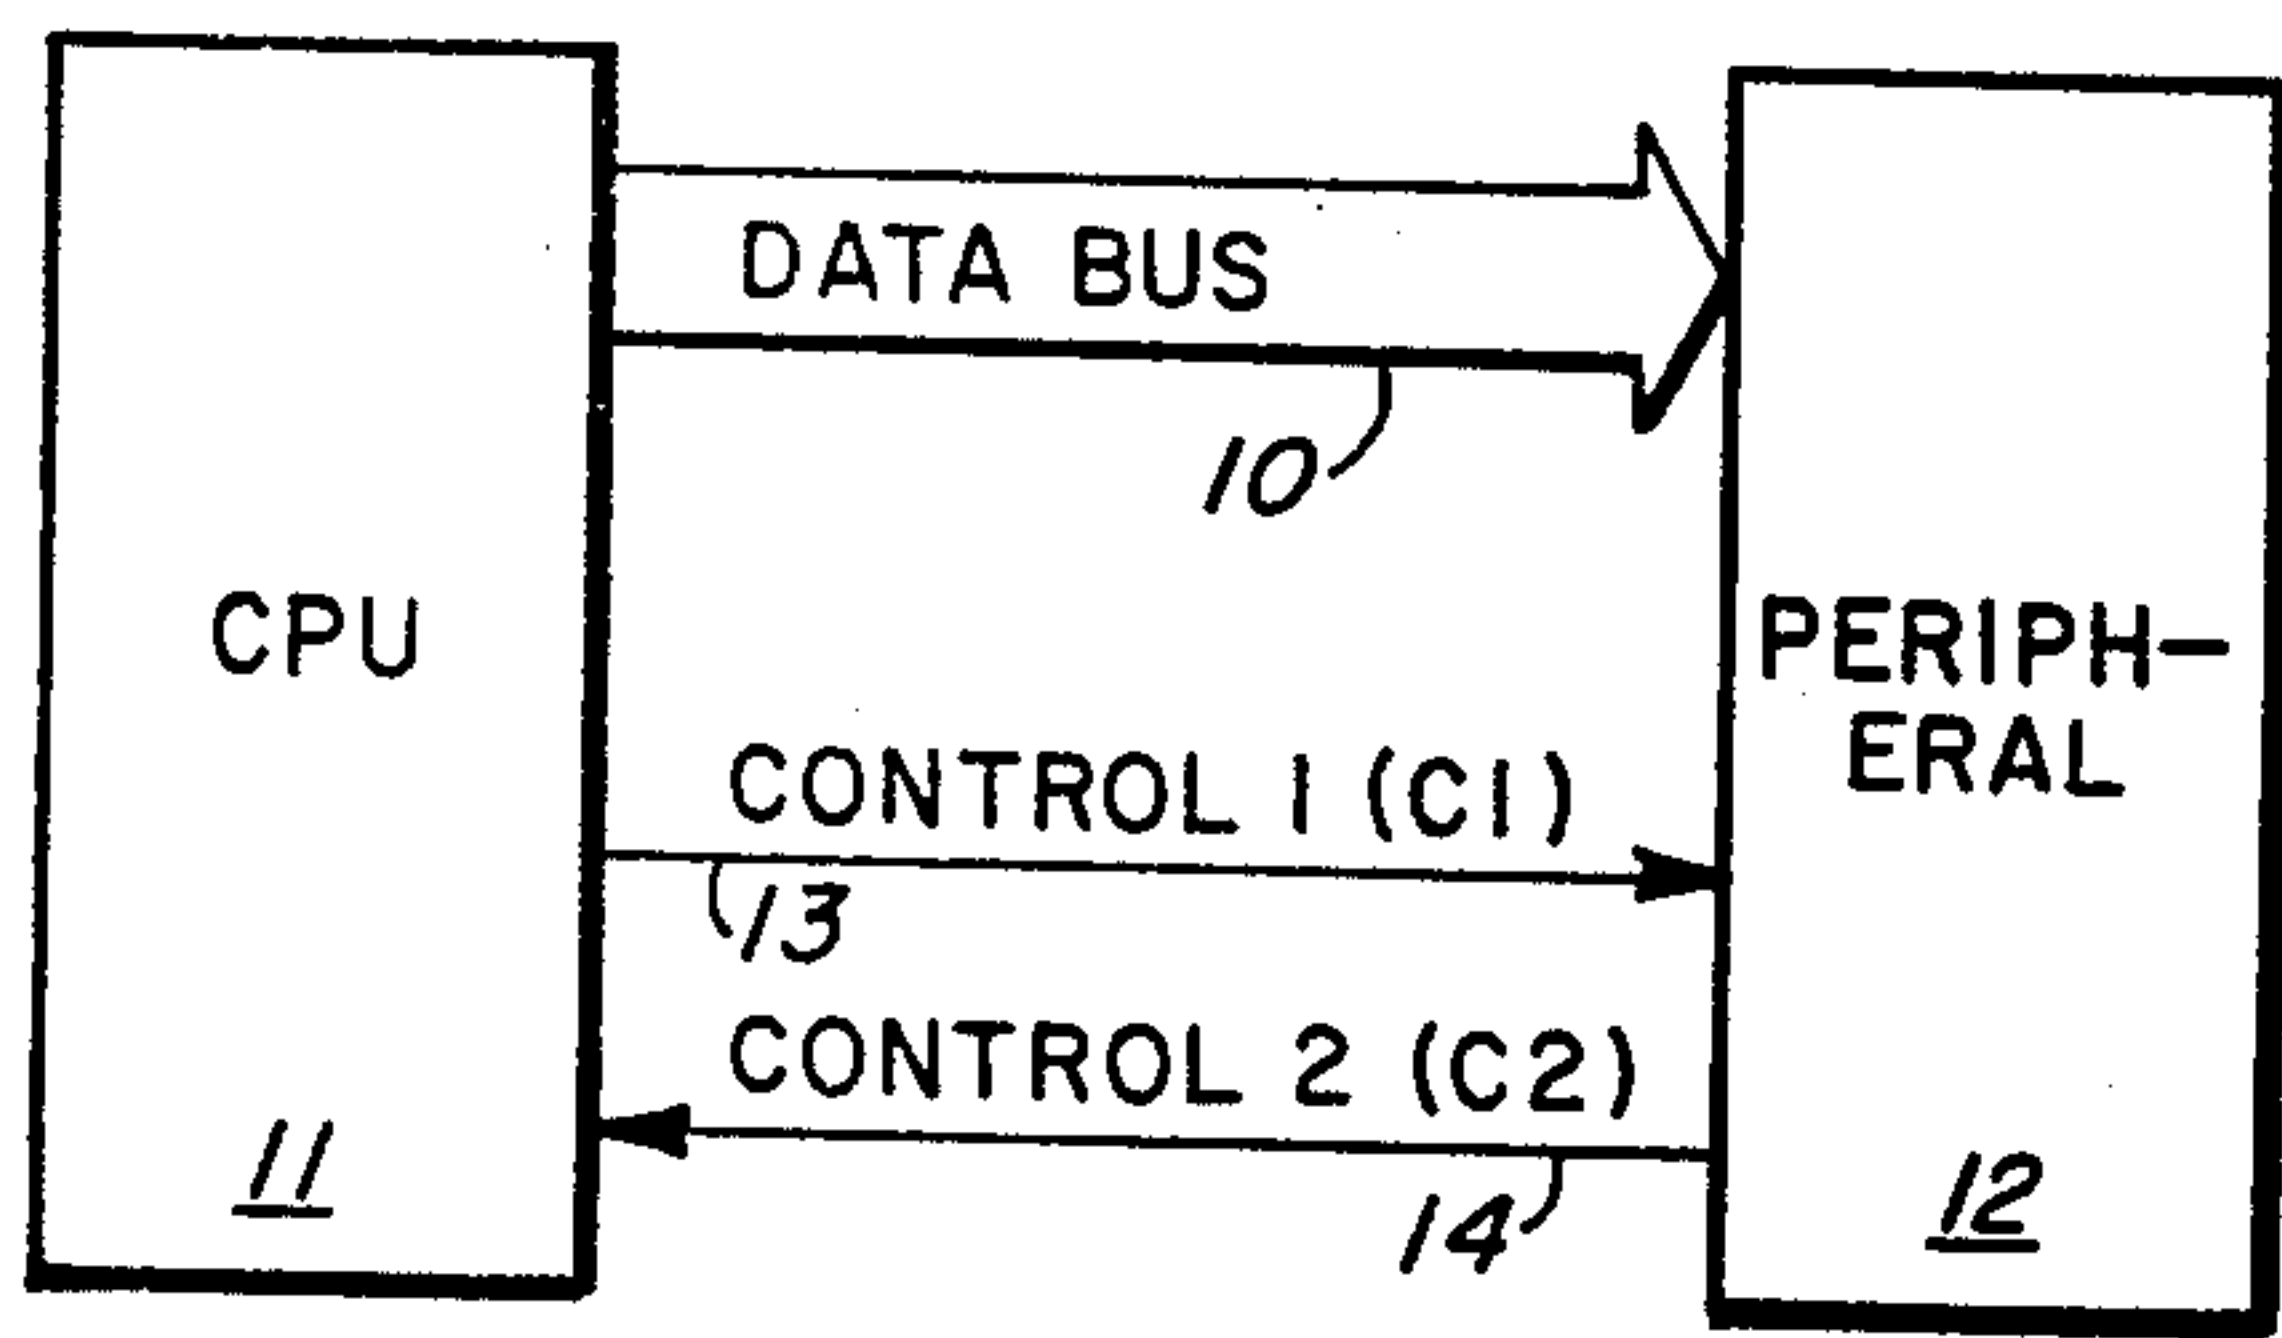 DATA BUS
10
CPU
PERIPH-
ERAL
CONTROL 1 (C1)
13
CONTROL 2 (C2)
11
14
12